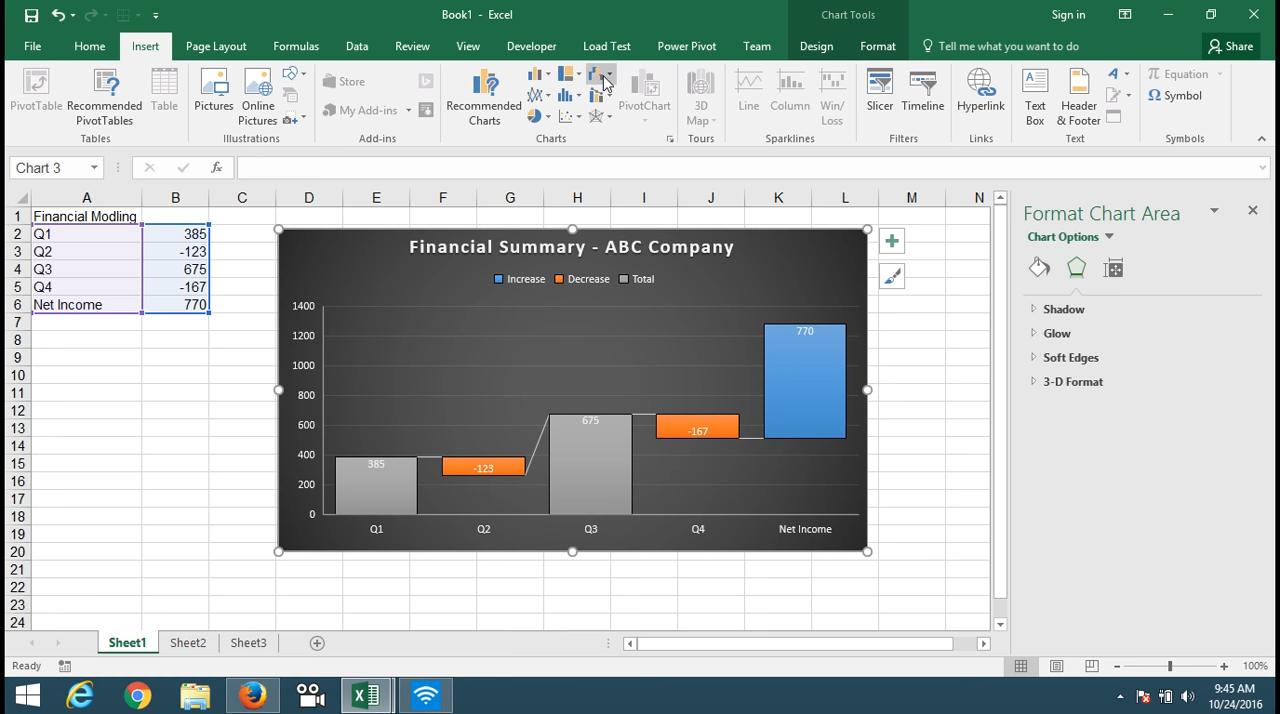 Book1 - Excel
Chart Tools
Sign in
File Home Insert Page Layout Formulas Data Review View Developer Load Test Power Pivot Team Design Format Tell me what you want to do Share
PivotTable
Recommended PivotTables
Table
Tables
Pictures
Online Pictures
Illustrations
Store
My Add-ins
Add-ins
Recommended Charts
Charts
PivotChart
3D Map
Tours
Line
Column
Win/ Loss
Sparklines
Slicer
Timeline
Filters
Hyperlink
Links
Text Box
Header & Footer
Text
Equation
Symbol
Symbols
Chart 3
fx
A B C D E F G H I J K L M N
1 Financial Modling
2 Q1 385
3 Q2 -123
4 Q3 675
5 Q4 -167
6 Net Income 770
7
8
9
10
11
12
13
14
15
16
17
18
19
20
21
22
23
24
Financial Summary - ABC Company
Increase Decrease Total
1400
1200
1000
800
600
400
200
0
385
-123
675
-167
770
Q1 Q2 Q3 Q4 Net Income
Format Chart Area
Chart Options
Shadow
Glow
Soft Edges
3-D Format
Sheet1 Sheet2 Sheet3
Ready
100%
9:45 AM
10/24/2016